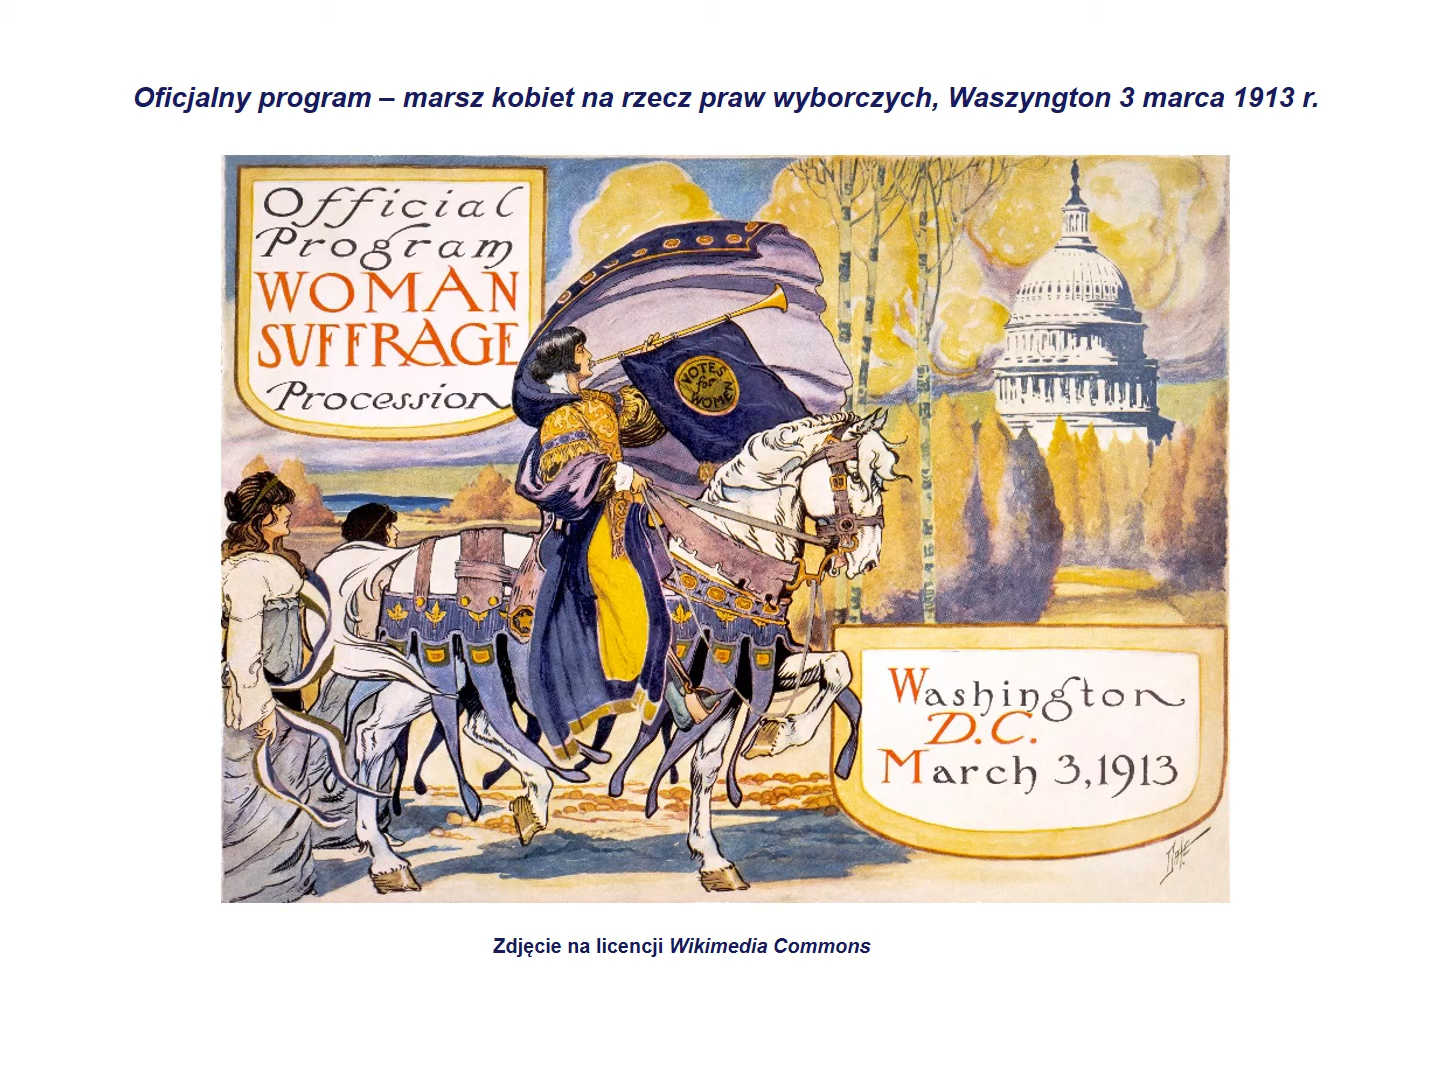 Oficjalny program – marsz kobiet na rzecz praw wyborczych, Waszyngton 3 marca 1913 r.
Official
Program
WOMAN
SUFFRAGE
Procession
VOTES
for
WOMEN
Washington
D.C.
March 3, 1913
Zdjęcie na licencji Wikimedia Commons